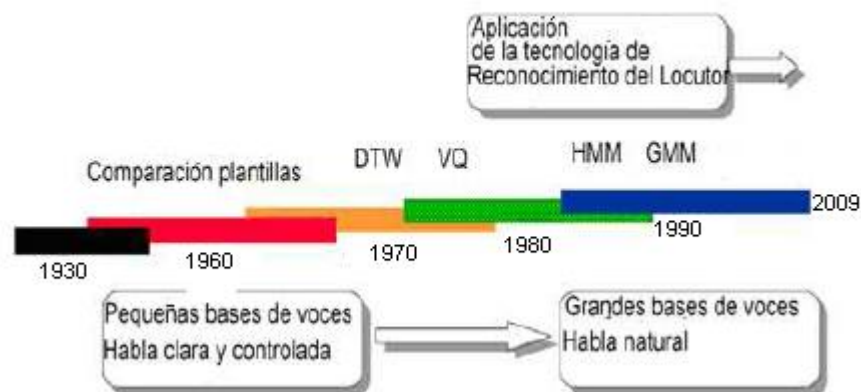 Aplicación
de la tecnología de
Reconocimiento del Locutor
Comparación plantillas
DTW VQ HMM GMM
2009
1930 1960 1970 1980 1990
Pequeñas bases de voces
Habla clara y controlada
Grandes bases de voces
Habla natural